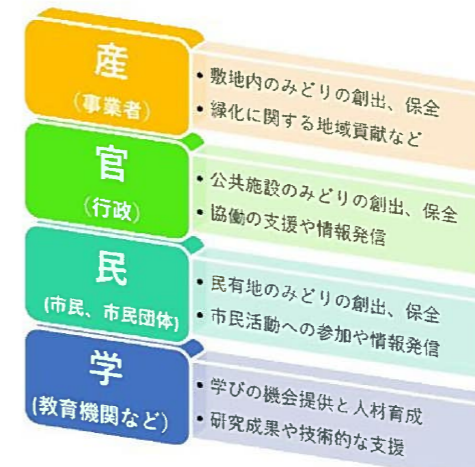 産
（事業者）
• 敷地内のみどりの創出、保全
• 緑化に関する地域貢献など
官
（行政）
• 公共施設のみどりの創出、保全
• 協働の支援や情報発信
民
(市民、市民団体)
• 民有地のみどりの創出、保全
• 市民活動への参加や情報発信
学
(教育機関など）
• 学びの機会提供と人材育成
• 研究成果や技術的な支援